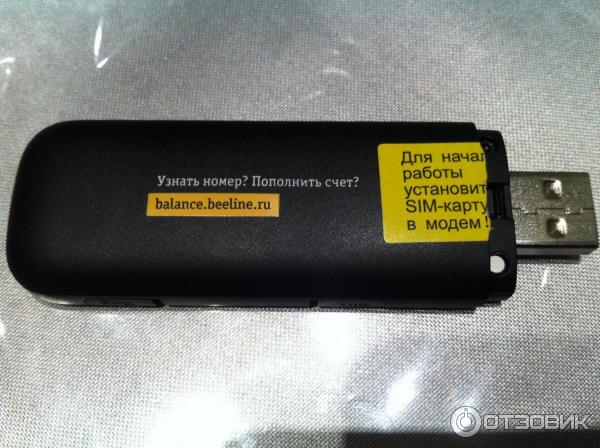 Узнать номер? Пополнить счет?
balance.beeline.ru
Для начал
работы
установит
SIM-карту
в модем!
ОТЗОВИК